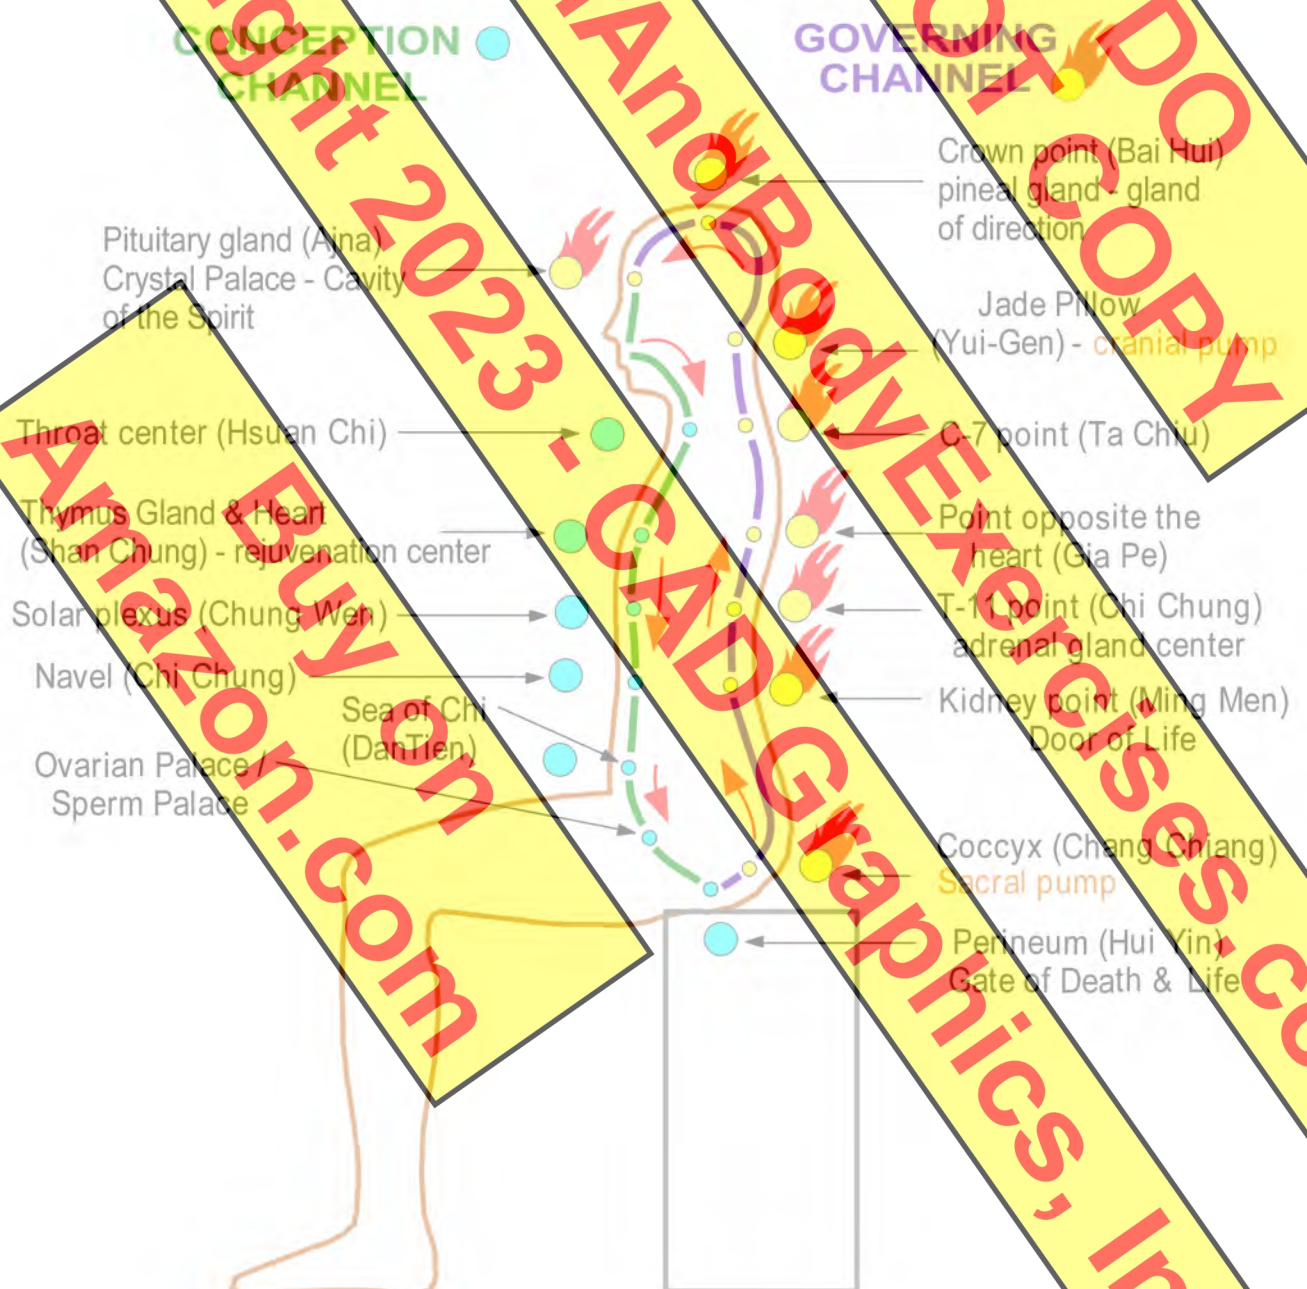 CONCEPTION
CHANNEL
GOVERNING
CHANNEL
Crown point (Bai Hui)
pineal gland - gland
of direction
Pituitary gland (Ajna)
Crystal Palace - Cavity
of the Spirit
Jade Pillow
(Yui-Gen) - cranial pump
Throat center (Hsuan Chi)
C-7 point (Ta Chiu)
Thymus Gland & Heart
(Shan Chung) - rejuvenation center
Point opposite the
heart (Gia Pe)
Solar plexus (Chung Wen)
T-11 point (Chi Chung)
adrenal gland center
Navel (Chi Chung)
Kidney point (Ming Men)
Door of Life
Sea of Chi
(DanTien)
Ovarian Palace /
Sperm Palace
Coccyx (Chang Chiang)
Sacral pump
Perineum (Hui Yin)
Gate of Death & Life
Buy on
Amazon.com
ght 2023 - CAD Graphics, In
AndBodyExercises.co
DO
OT COPY